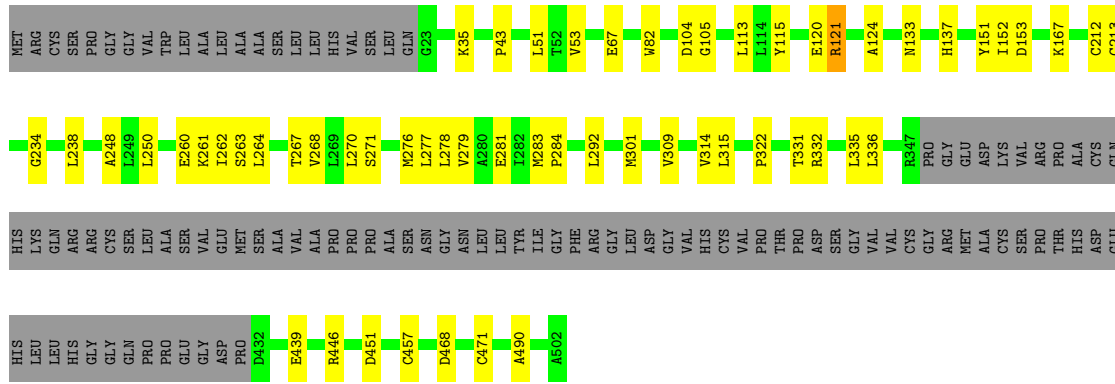 MET ARG CYS SER PRO GLY GLY VAL TRP LEU ALA LEU ALA ALA SER LEU LEU HIS VAL SER LEU GLN G23 K35 P43 L51 T52 V53 E67 W82 D104 G105 L113 L114 Y115 E120 R121 A124 N133 H137 Y151 I152 D153 K167 C212
G234 L238 A248 L249 L250 E260 K261 I262 S263 L264 T267 V268 L269 L270 S271 M276 L277 L278 V279 A280 E281 I282 M283 P284 L292 M301 V309 V314 L315 P322 T331 R332 L335 L336 R347 PRO GLY GLU ASP LYS VAL ARG PRO ALA CYS GLN
HIS LYS GLN ARG ARG CYS SER LEU ALA SER VAL GLU MET SER ALA VAL ALA PRO PRO PRO ALA SER ASN GLY ASN LEU LEU TYR ILE GLY PHE ARG GLY LEU ASP GLY VAL HIS CYS VAL PRO THR PRO ASP SER GLY VAL VAL CYS GLY ARG MET ALA CYS SER PRO THR HIS ASP GLU
HIS LEU LEU HIS GLY GLY GLN PRO PRO GLU GLY ASP PRO D432 E439 R446 D451 C457 D468 C471 A490 A502